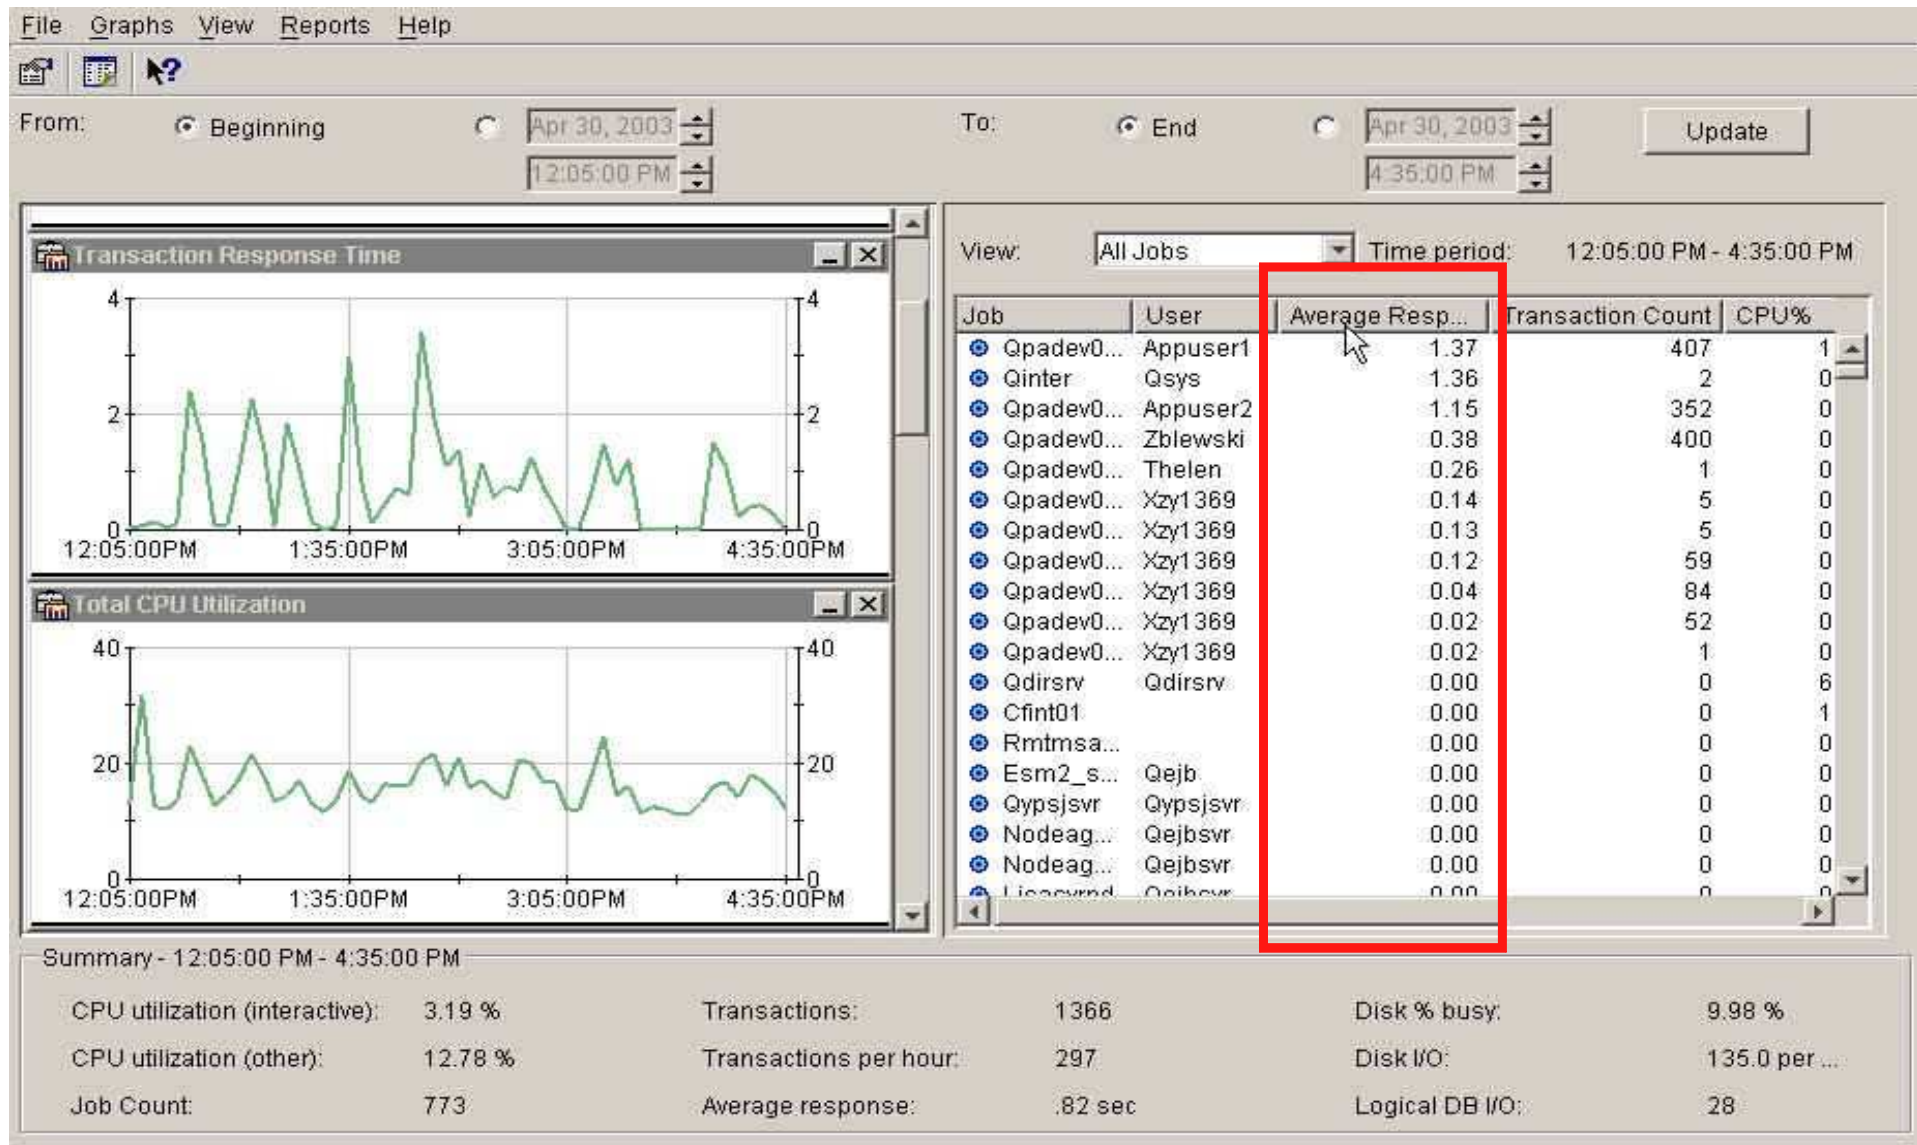 File Graphs View Reports Help
From: Beginning Apr 30, 2003 To: End Apr 30, 2003 Update
12:05:00 PM 4:35:00 PM
Transaction Response Time
4 4
2 2
0 0
12:05:00PM 1:35:00PM 3:05:00PM 4:35:00PM
Total CPU Utilization
40 40
20 20
0 0
12:05:00PM 1:35:00PM 3:05:00PM 4:35:00PM
View: All Jobs Time period: 12:05:00 PM - 4:35:00 PM
Job User Average Resp... Transaction Count CPU%
Qpadev0... Appuser1 1.37 407 1
Qinter Qsys 1.36 2 0
Qpadev0... Appuser2 1.15 352 0
Qpadev0... Zblewski 0.38 400 0
Qpadev0... Thelen 0.26 1 0
Qpadev0... Xzy1369 0.14 5 0
Qpadev0... Xzy1369 0.13 5 0
Qpadev0... Xzy1369 0.12 59 0
Qpadev0... Xzy1369 0.04 84 0
Qpadev0... Xzy1369 0.02 52 0
Qpadev0... Xzy1369 0.02 1 0
Qdirsrv Qdirsrv 0.00 0 6
Cfint01 0.00 0 1
Rmtmsa... 0.00 0 0
Esm2_s... Qejb 0.00 0 0
Qypsjsvr Qypsjsvr 0.00 0 0
Nodeag... Qejbsvr 0.00 0 0
Nodeag... Qejbsvr 0.00 0 0
Qejbsvr 0.00 0 0
Summary - 12:05:00 PM - 4:35:00 PM
CPU utilization (interactive): 3.19 % Transactions: 1366 Disk % busy: 9.98 %
CPU utilization (other): 12.78 % Transactions per hour: 297 Disk I/O: 135.0 per ...
Job Count: 773 Average response: .82 sec Logical DB I/O: 28